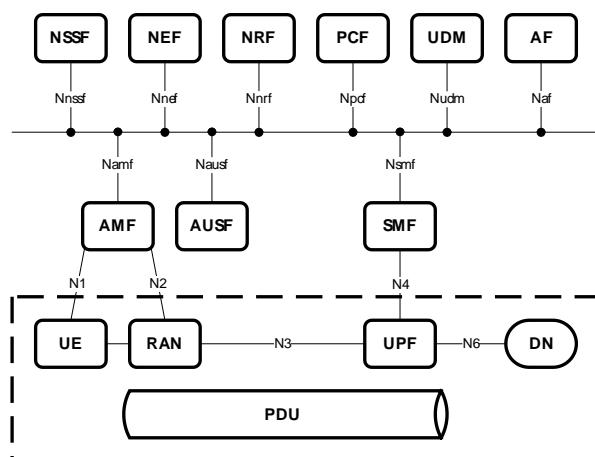 NSSF NEF NRF PCF UDM AF
Nnssf Nnef Nnrf Npcf Nudm Naf
Namf Nausf Nsmf
AMF AUSF SMF
N1 N2 N4
UE RAN N3 UPF N6 DN
PDU